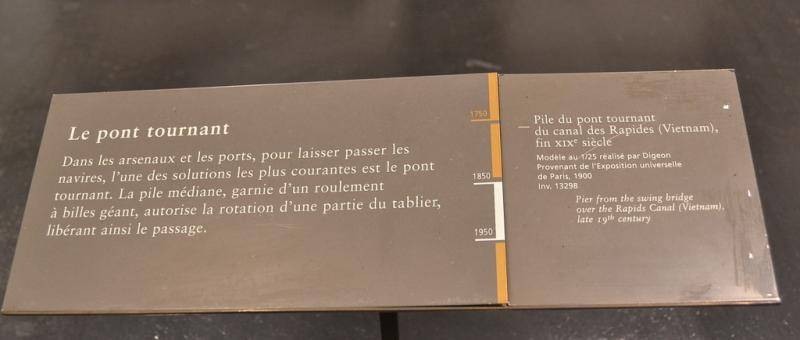 Le pont tournant
Dans les arsenaux et les ports, pour laisser passer les
navires, l'une des solutions les plus courantes est le pont
tournant. La pile médiane, garnie d'un roulement
à billes géant, autorise la rotation d'une partie du tablier,
libérant ainsi le passage.
1750
1850
1950
Pile du pont tournant
du canal des Rapides (Vietnam),
fin XIXe siècle
Modèle au 1/25 réalisé par Digeon
Provenant de l'Exposition universelle
de Paris, 1900
Inv. 13298
Pier from the swing bridge
over the Rapids Canal (Vietnam),
late 19th century